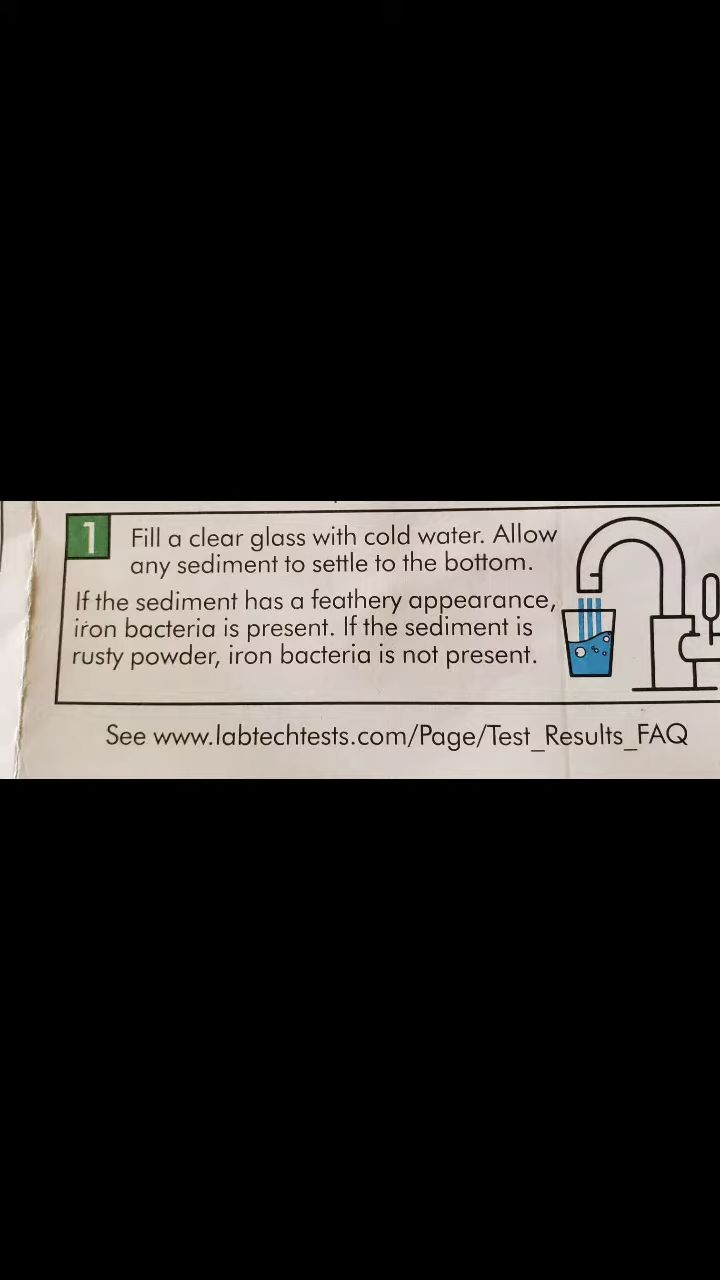 1
Fill a clear glass with cold water. Allow
any sediment to settle to the bottom.
If the sediment has a feathery appearance,
iron bacteria is present. If the sediment is
rusty powder, iron bacteria is not present.
See www.labtechtests.com/Page/Test_Results_FAQ